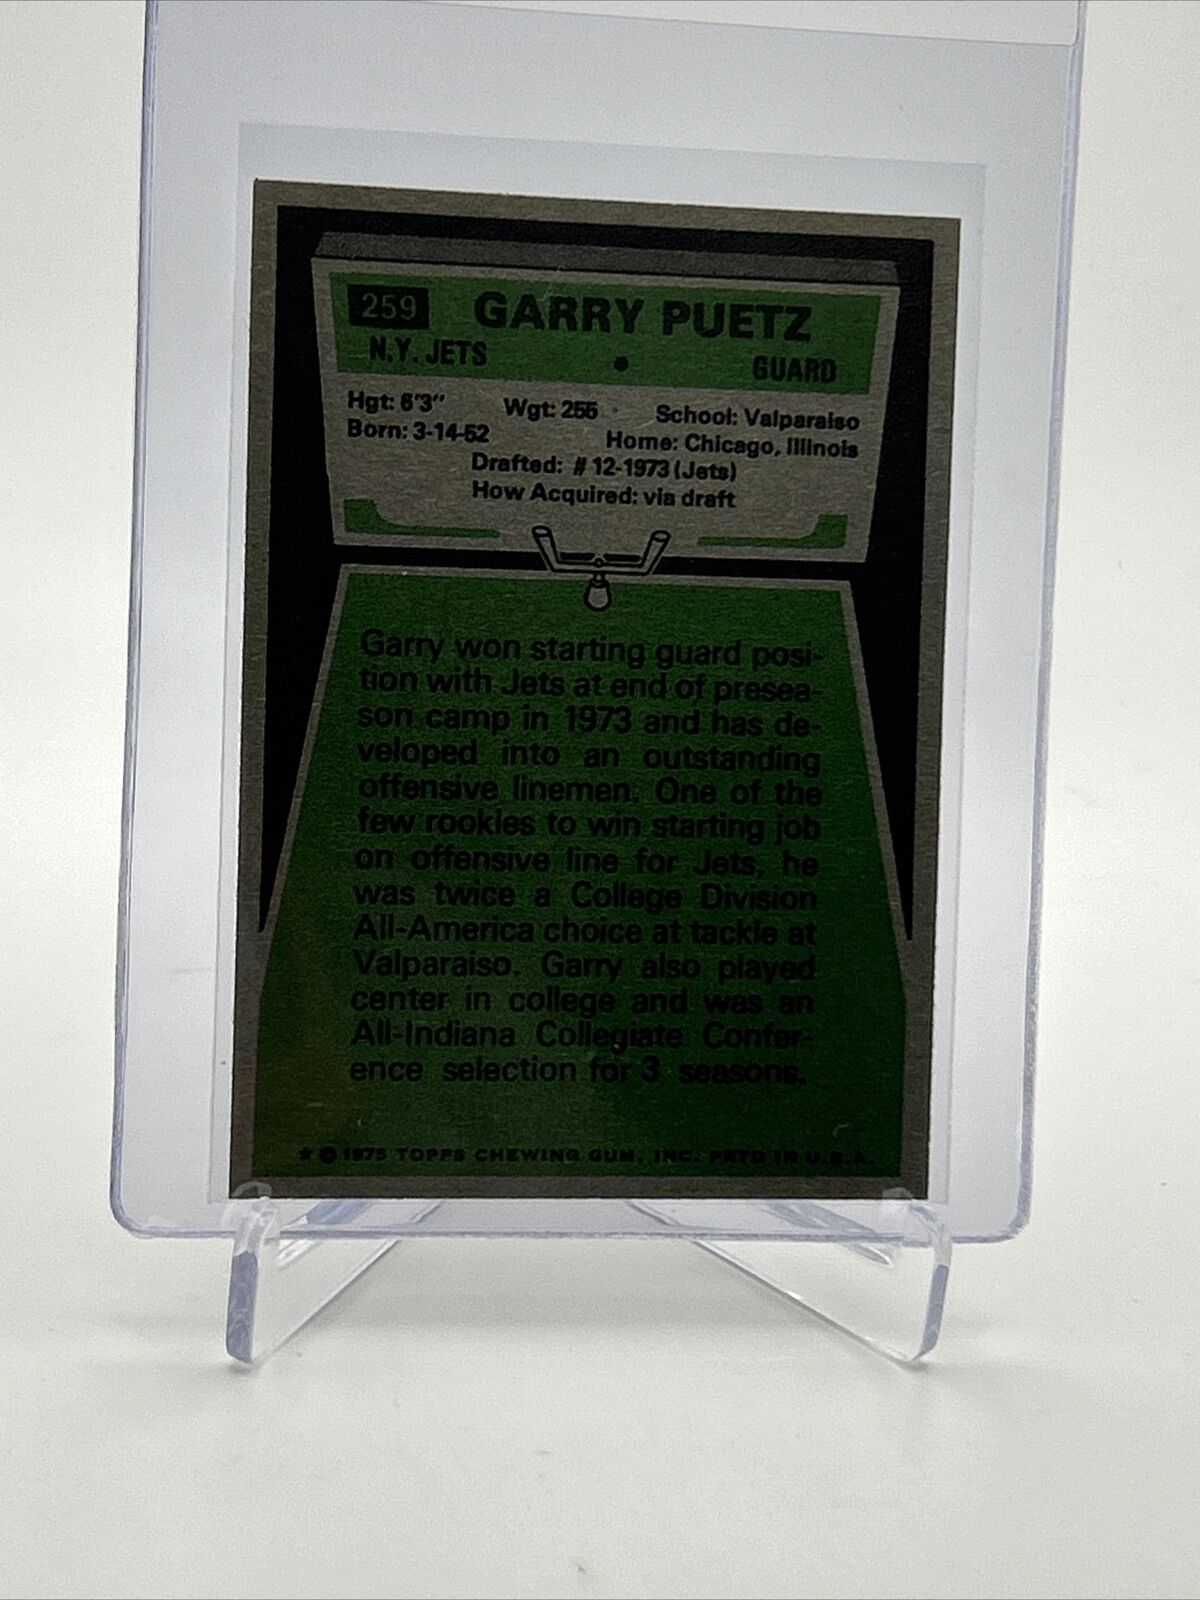 259 GARRY PUETZ
N.Y. JETS • GUARD
Hgt: 6'3" Wgt: 255 School: Valparaiso
Born: 3-14-52 Home: Chicago, Illinois
Drafted: #12-1973 (Jets)
How Acquired: via draft
Garry won starting guard posi-
tion with Jets at end of presea-
son camp in 1973 and has de-
veloped into an outstanding
offensive linemen. One of the
few rookies to win starting job
on offensive line for Jets, he
was twice a College Division
All-America choice at tackle at
Valparaiso. Garry also played
center in college and was an
All-Indiana Collegiate Confer-
ence selection for 3 seasons.
★ © 1975 TOPPS CHEWING GUM, INC. PRTD IN U.S.A.